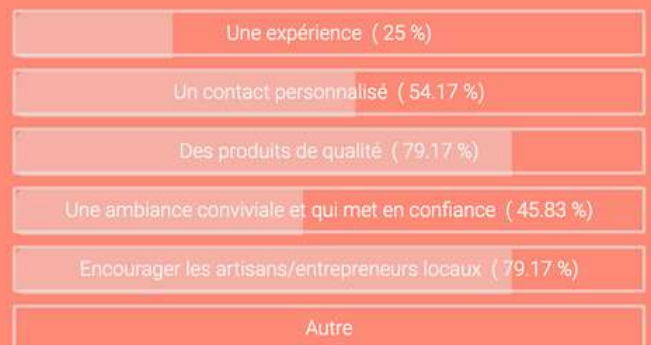 Une expérience ( 25 %)
Un contact personnalisé ( 54.17 %)
Des produits de qualité ( 79.17 %)
Une ambiance conviviale et qui met en confiance ( 45.83 %)
Encourager les artisans/entrepreneurs locaux ( 79.17 %)
Autre